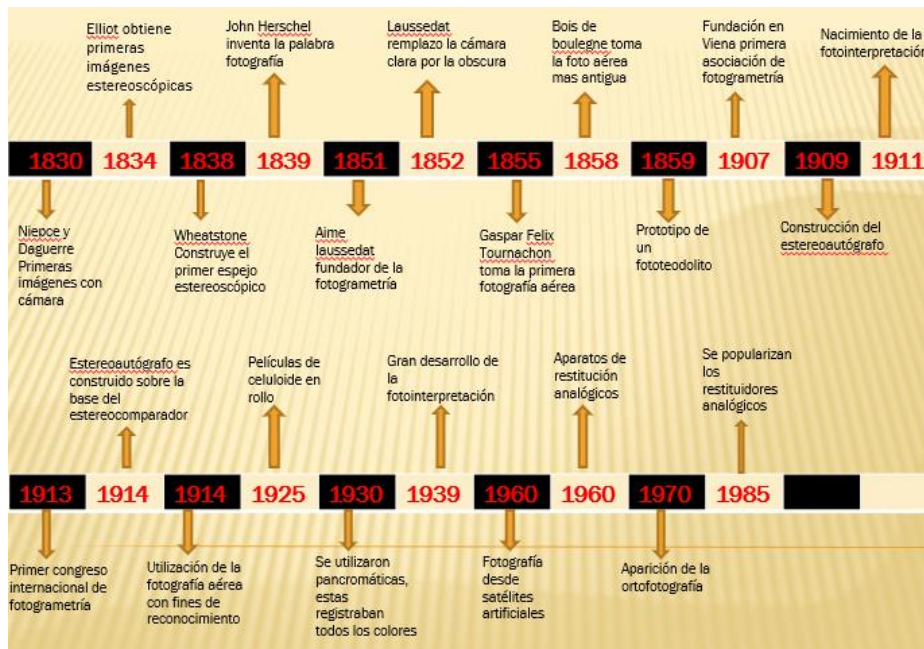 Elliot obtiene
primeras
imágenes
estereoscópicas
John Herschel
inventa la palabra
fotografía
Laussedat
remplazo la cámara
clara por la obscura
Bois de
boulegne toma
la foto aérea
mas antigua
Fundación en
Viena primera
asociación de
fotogrametría
Nacimiento de la
fotointerpretación
1830 1834 1838 1839 1851 1852 1855 1858 1859 1907 1909 1911
Niepce y
Daguerre
Primeras
imágenes con
cámara
Wheatstone
Construye el
primer espejo
estereoscópico
Aime
laussedat
fundador de la
fotogrametría
Gaspar Felix
Tournachon
toma la primera
fotografía aérea
Prototipo de
un
fototeodolito
Construcción del
estereoautógrafo
Estereoautógrafo es
construido sobre la
base del
estereocomparador
Películas de
celuloide en
rollo
Gran desarrollo de
la
fotointerpretación
Aparatos de
restitución
analógicos
Se popularizan
los
restituidores
analógicos
1913 1914 1914 1925 1930 1939 1960 1960 1970 1985
Primer congreso
internacional de
fotogrametría
Utilización de la
fotografía aérea
con fines de
reconocimiento
Se utilizaron
pancromáticas,
estas
registraban
todos los colores
Fotografía
desde
satélites
artificiales
Aparición de la
ortofotografía